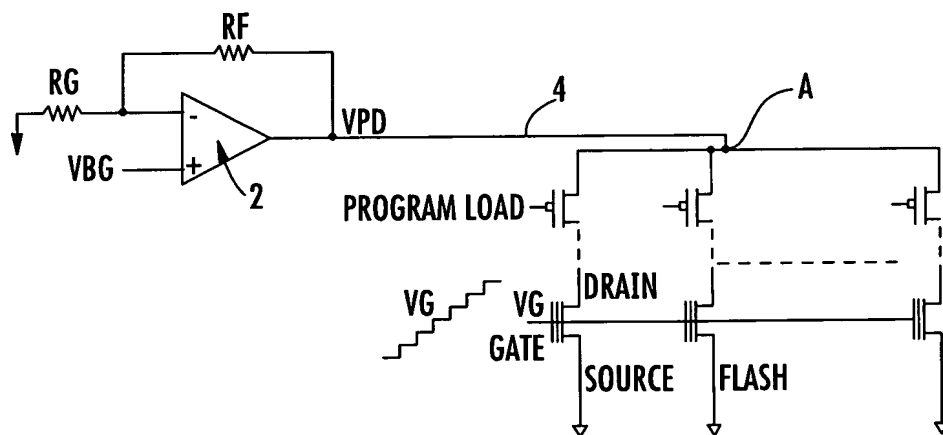 RF
RG
4
A
VPD
-
VBG
+
2
PROGRAM LOAD
DRAIN
VG
VG
GATE
SOURCE
FLASH